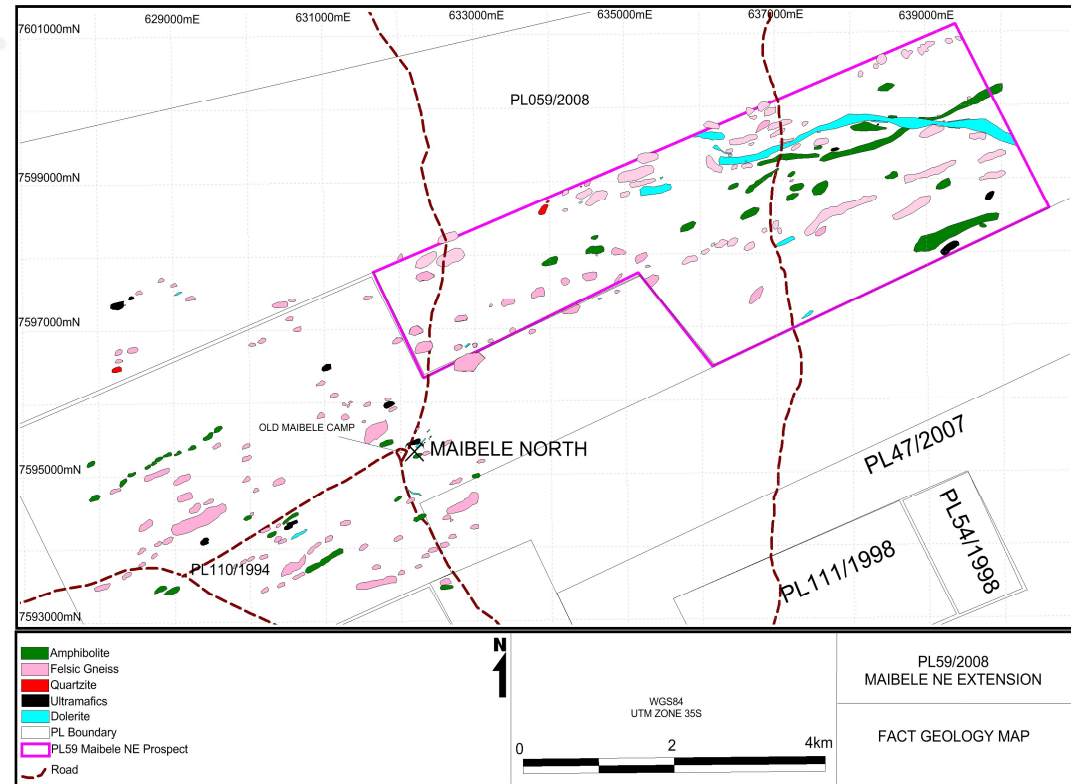 629000mE
631000mE
633000mE
635000mE
637000mE
639000mE
7601000mN
PL059/2008
7599000mN
7597000mN
OLD MAIBELE CAMP
MAIBELE NORTH
7595000mN
PL47/2007
PL54/1998
PL111/1998
PL110/1994
7593000mN
Amphibolite
Felsic Gneiss
Quartzite
Ultramafics
Dolerite
PL Boundary
PL59 Maibele NE Prospect
Road
N
WGS84
UTM ZONE 35S
0 2 4km
PL59/2008
MAIBELE NE EXTENSION
FACT GEOLOGY MAP